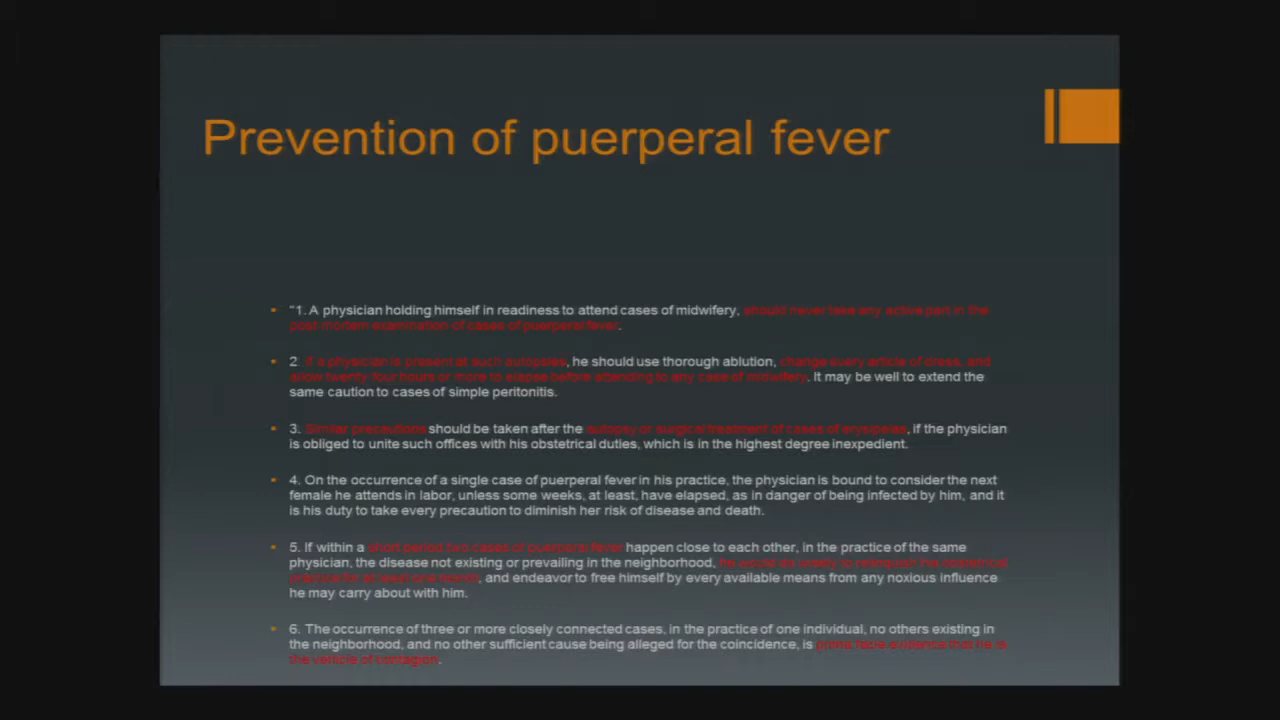 Prevention of puerperal fever
"1. A physician holding himself in readiness to attend cases of midwifery, should never take any active part in the
post mortem examination of cases of puerperal fever.
2. If a physician is present at such autopsies, he should use thorough ablution, change every article of dress, and
allow twenty four hours or more to elapse before attending to any case of midwifery. It may be well to extend the
same caution to cases of simple peritonitis.
3. Similar precautions should be taken after the autopsy or surgical treatment of cases of erysipelas, if the physician
is obliged to unite such offices with his obstetrical duties, which is in the highest degree inexpedient.
4. On the occurrence of a single case of puerperal fever in his practice, the physician is bound to consider the next
female he attends in labor, unless some weeks, at least, have elapsed, as in danger of being infected by him, and it
is his duty to take every precaution to diminish her risk of disease and death.
5. If within a short period two cases of puerperal fever happen close to each other, in the practice of the same
physician, the disease not existing or prevailing in the neighborhood, he would do wisely to relinquish his obstetrical
practice for at least one month, and endeavor to free himself by every available means from any noxious influence
he may carry about with him.
6. The occurrence of three or more closely connected cases, in the practice of one individual, no others existing in
the neighborhood, and no other sufficient cause being alleged for the coincidence, is prima facie evidence that he is
the vehicle of contagion.